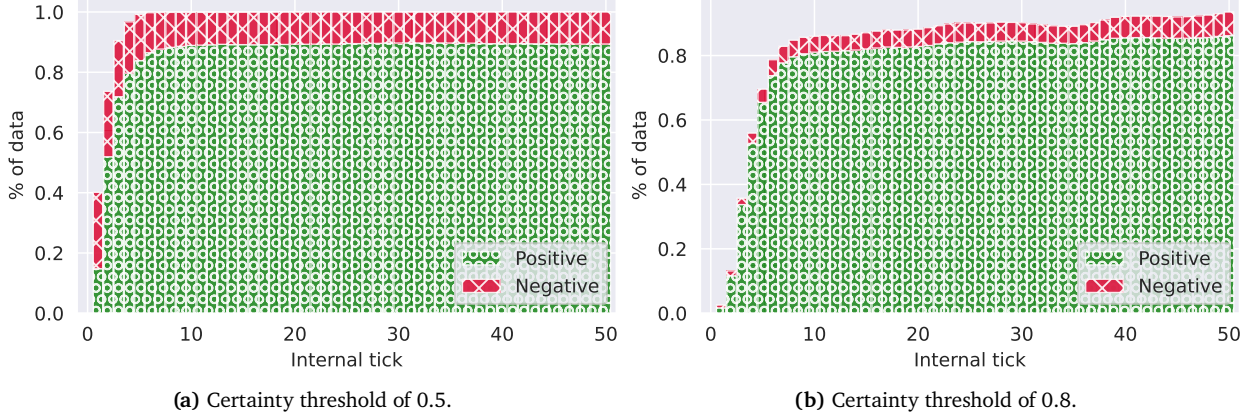 1.0
0.8
0.6
0.4
0.2
0.0
% of data
0 10 20 30 40 50
Internal tick
Positive
Negative
(a) Certainty threshold of 0.5.
0.8
0.6
0.4
0.2
0.0
% of data
0 10 20 30 40 50
Internal tick
Positive
Negative
(b) Certainty threshold of 0.8.